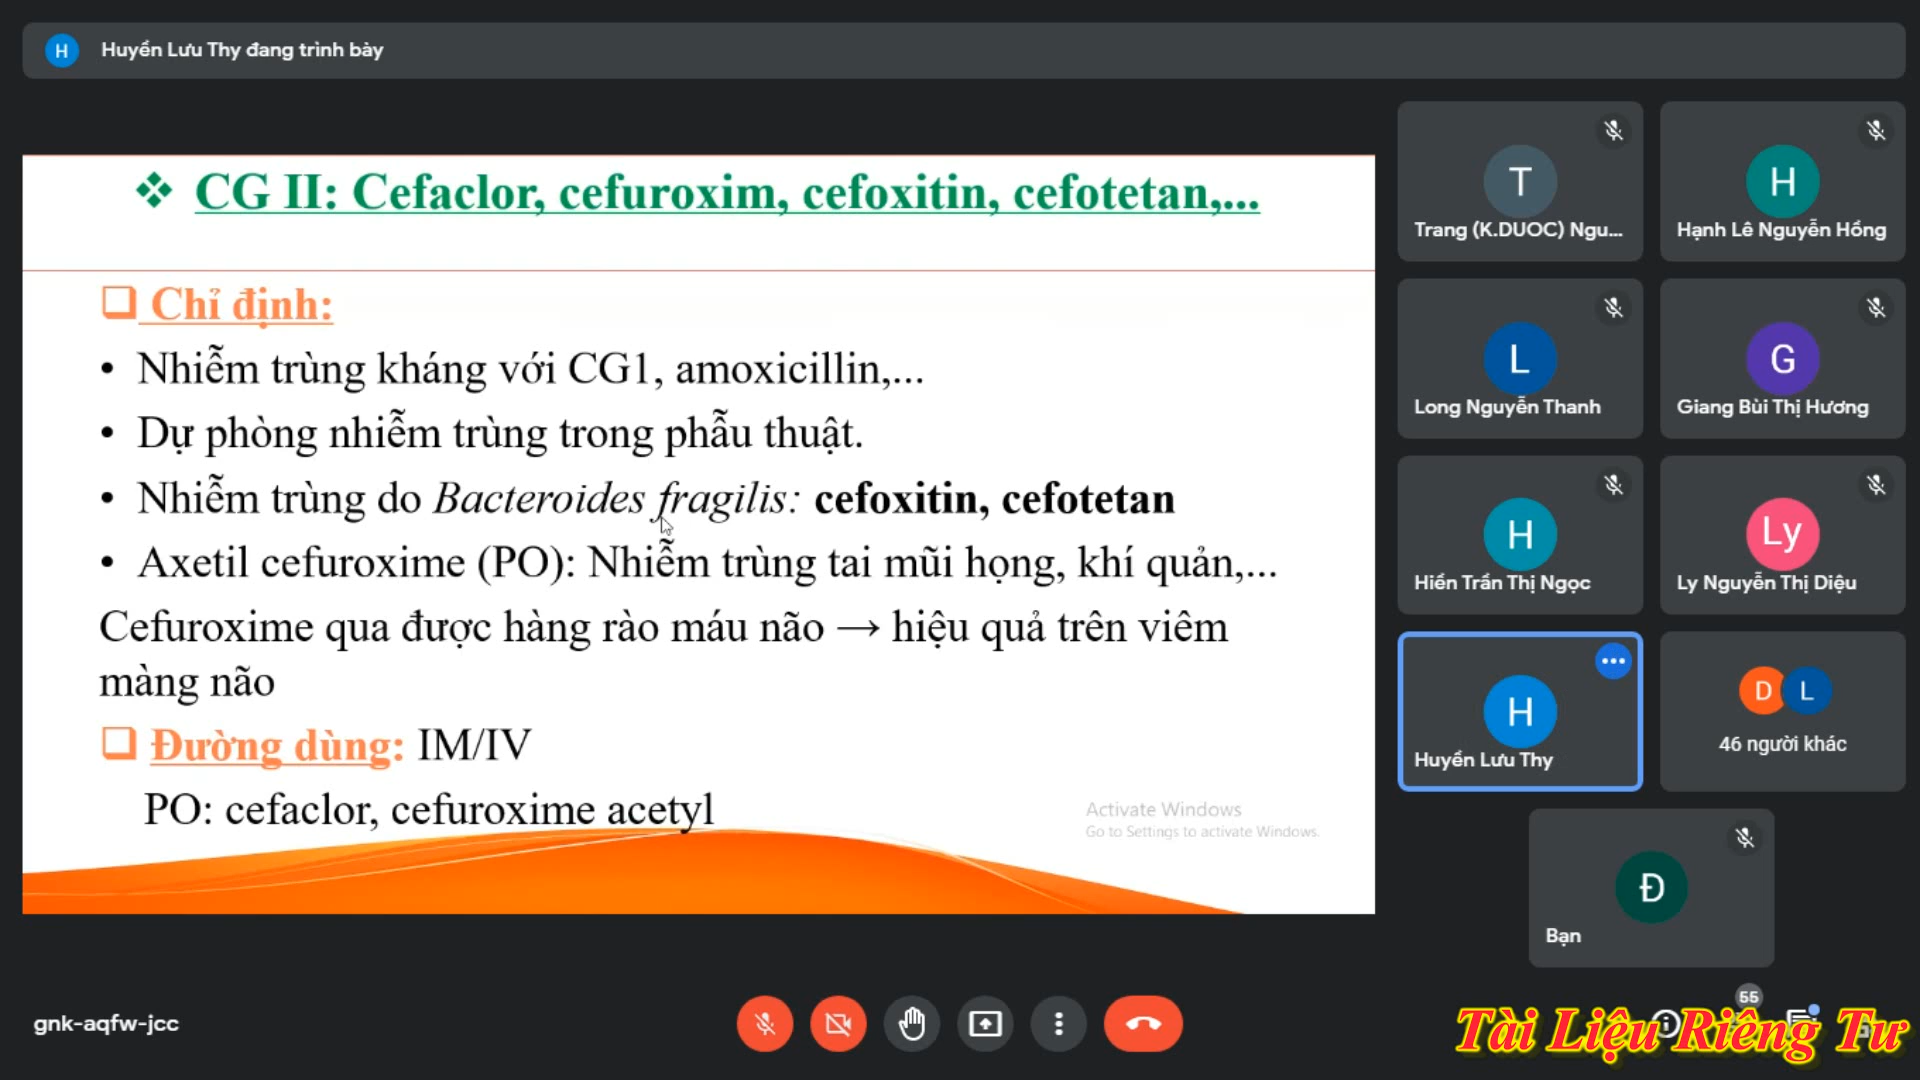 H Huyền Lưu Thy đang trình bày
❖ CG II: Cefaclor, cefuroxim, cefoxitin, cefotetan,...
❑ Chỉ định:
• Nhiễm trùng kháng với CG1, amoxicillin,...
• Dự phòng nhiễm trùng trong phẫu thuật.
• Nhiễm trùng do Bacteroides fragilis: cefoxitin, cefotetan
• Axetil cefuroxime (PO): Nhiễm trùng tai mũi họng, khí quản,...
Cefuroxime qua được hàng rào máu não → hiệu quả trên viêm
màng não
❑ Đường dùng: IM/IV
PO: cefaclor, cefuroxime acetyl
Activate Windows
Go to Settings to activate Windows.
T
Trang (K.DUOC) Ngu...
H
Hạnh Lê Nguyễn Hồng
L
Long Nguyễn Thanh
G
Giang Bùi Thị Hương
H
Hiền Trần Thị Ngọc
Ly
Ly Nguyễn Thị Diệu
H
Huyền Lưu Thy
D L
46 người khác
Đ
Bạn
gnk-aqfw-jcc
55
Tài Liệu Riêng Tư